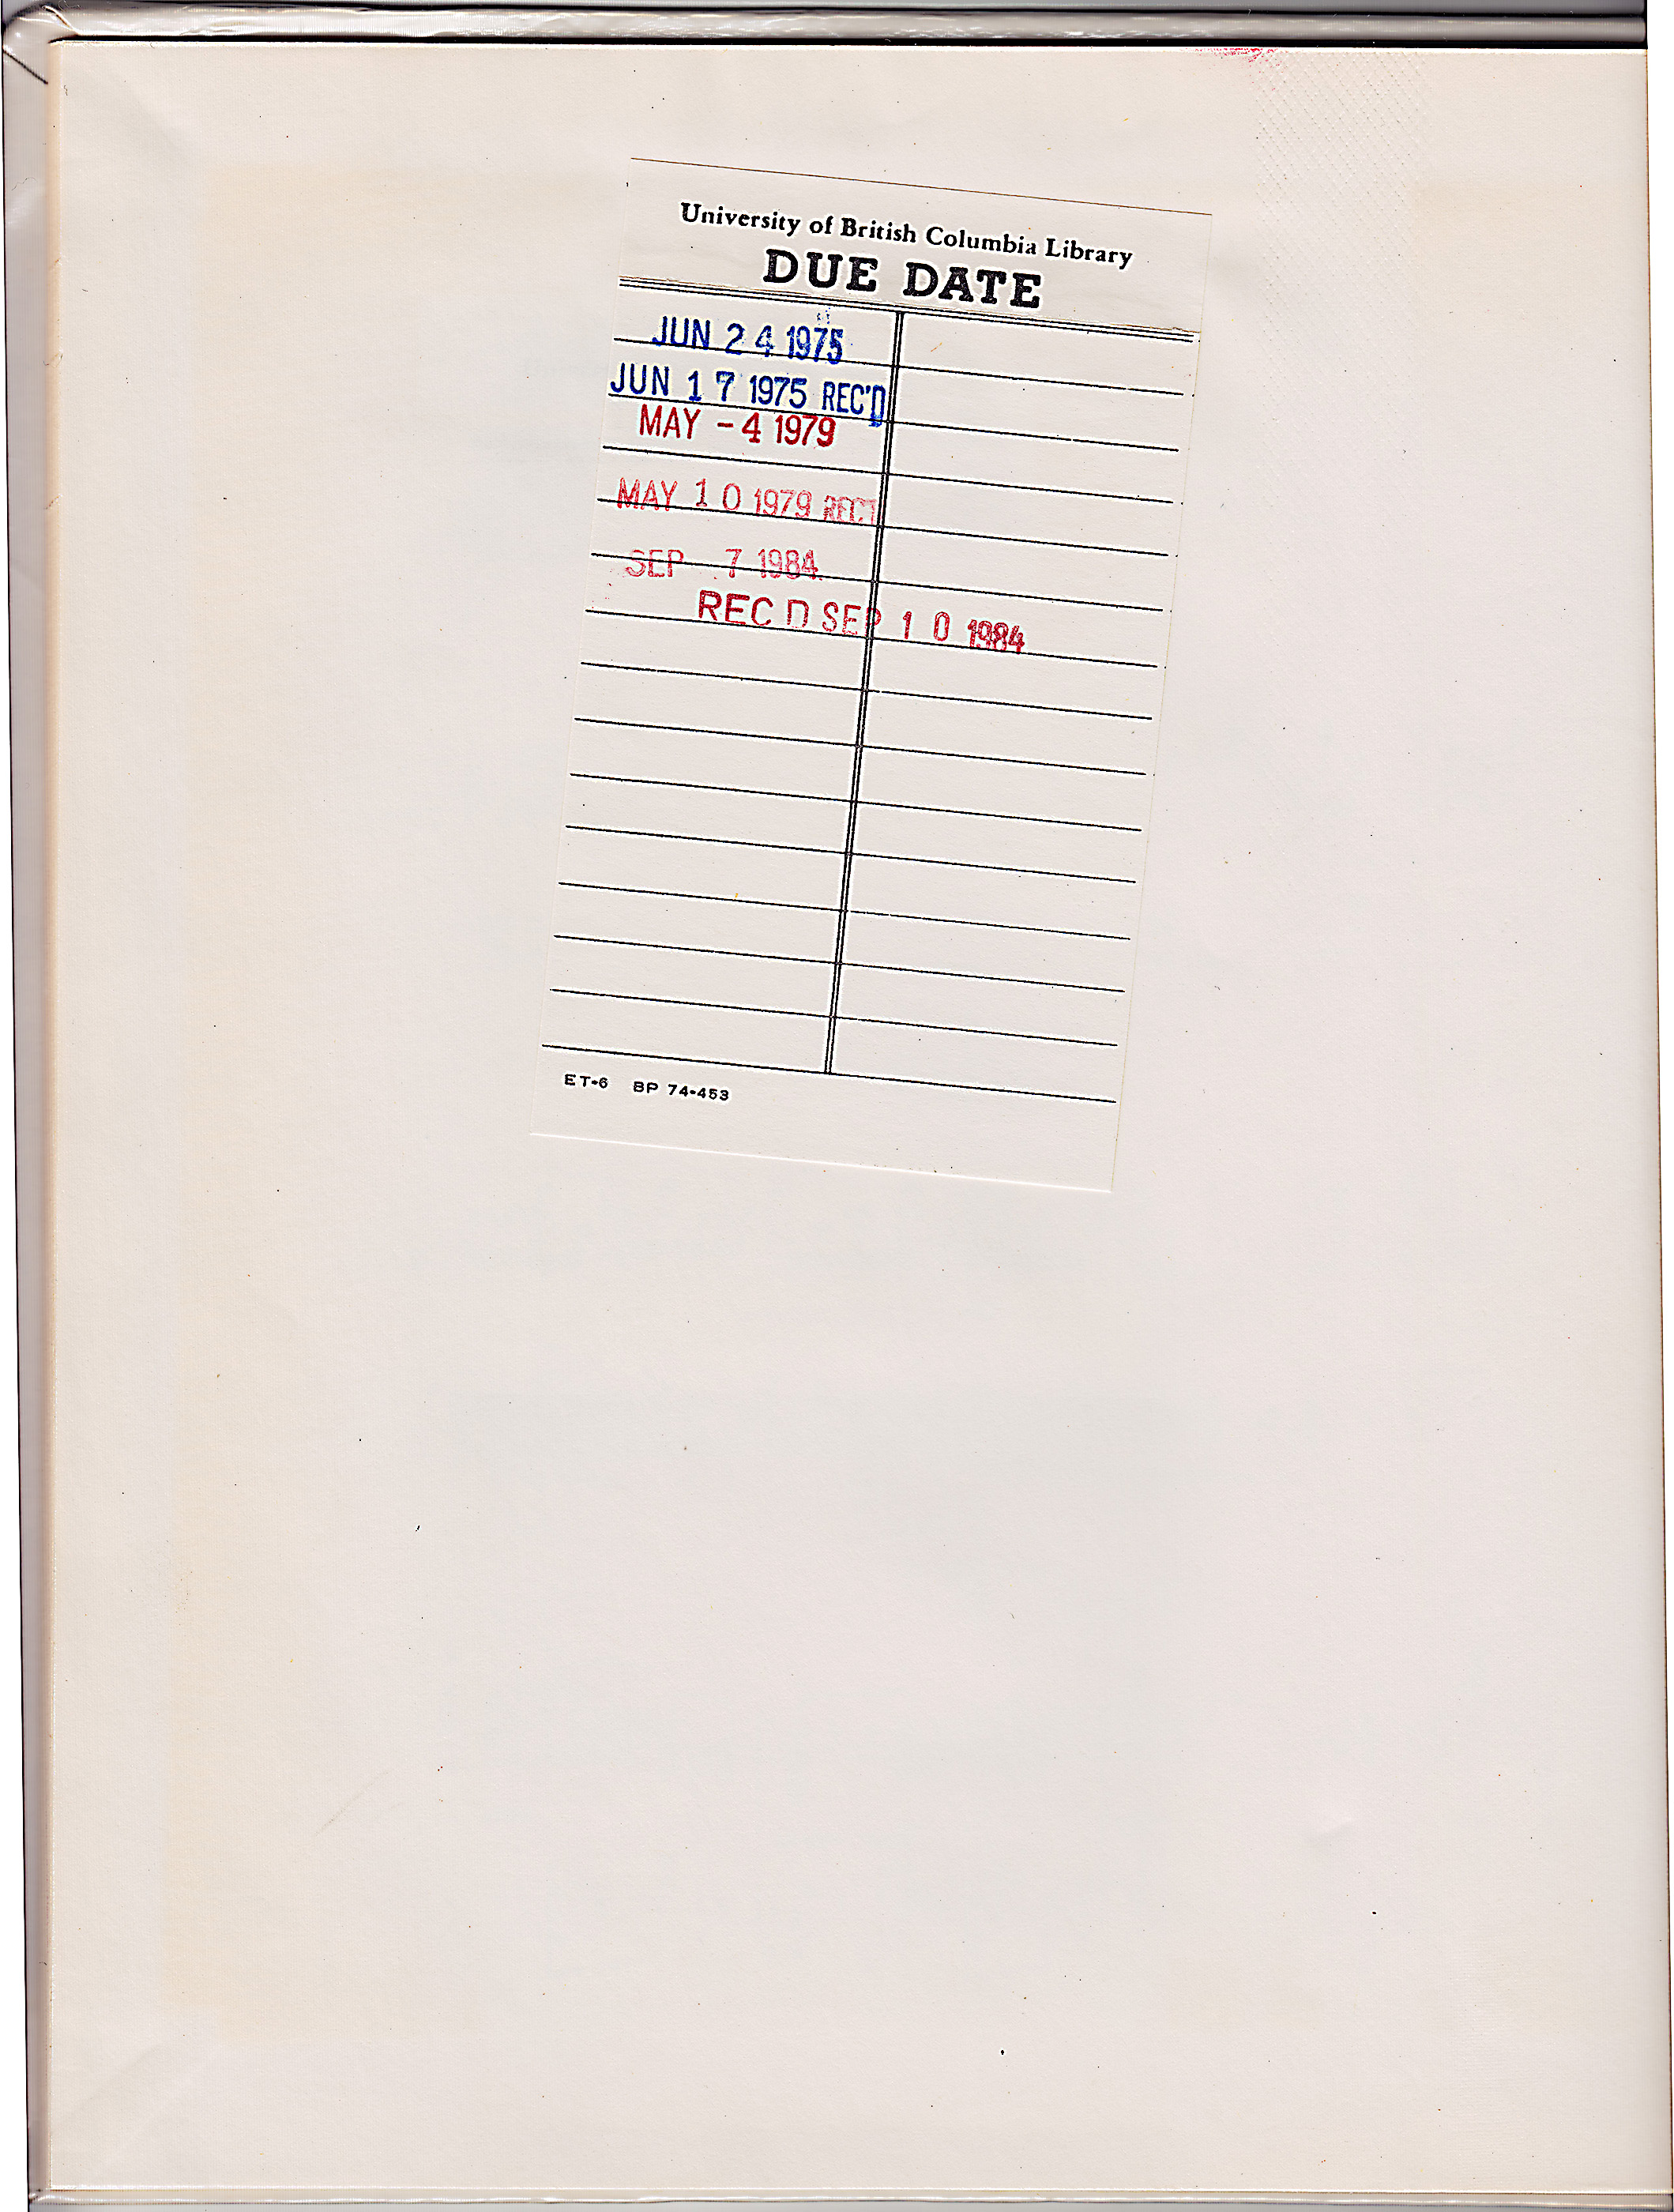 University of British Columbia Library
DUE DATE
JUN 24 1975
JUN 17 1975 REC'D
MAY - 4 1979
MAY 10 1979 REC'D
SEP 7 1984
REC D SEP 10 1984
ET-6 BP 74-453